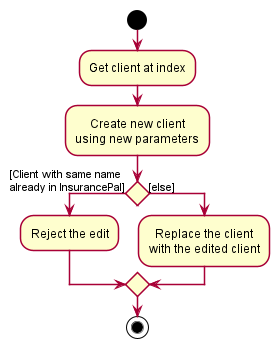 Get client at index
Create new client
using new parameters
[Client with same name
already in InsurancePal]
[else]
Reject the edit
Replace the client
with the edited client